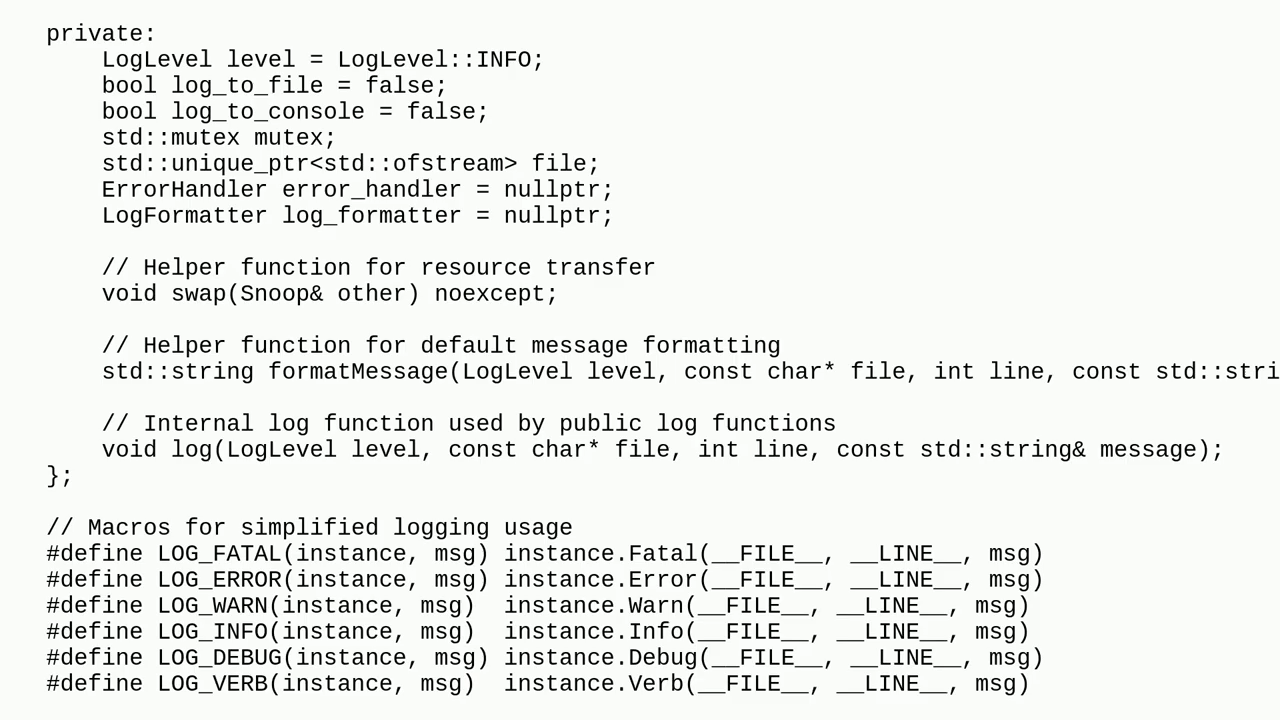 private:
    LogLevel level = LogLevel::INFO;
    bool log_to_file = false;
    bool log_to_console = false;
    std::mutex mutex;
    std::unique_ptr<std::ofstream> file;
    ErrorHandler error_handler = nullptr;
    LogFormatter log_formatter = nullptr;

    // Helper function for resource transfer
    void swap(Snoop& other) noexcept;

    // Helper function for default message formatting
    std::string formatMessage(LogLevel level, const char* file, int line, const std::stri

    // Internal log function used by public log functions
    void log(LogLevel level, const char* file, int line, const std::string& message);
};

// Macros for simplified logging usage
#define LOG_FATAL(instance, msg) instance.Fatal(__FILE__, __LINE__, msg)
#define LOG_ERROR(instance, msg) instance.Error(__FILE__, __LINE__, msg)
#define LOG_WARN(instance, msg)  instance.Warn(__FILE__, __LINE__, msg)
#define LOG_INFO(instance, msg)  instance.Info(__FILE__, __LINE__, msg)
#define LOG_DEBUG(instance, msg) instance.Debug(__FILE__, __LINE__, msg)
#define LOG_VERB(instance, msg)  instance.Verb(__FILE__, __LINE__, msg)